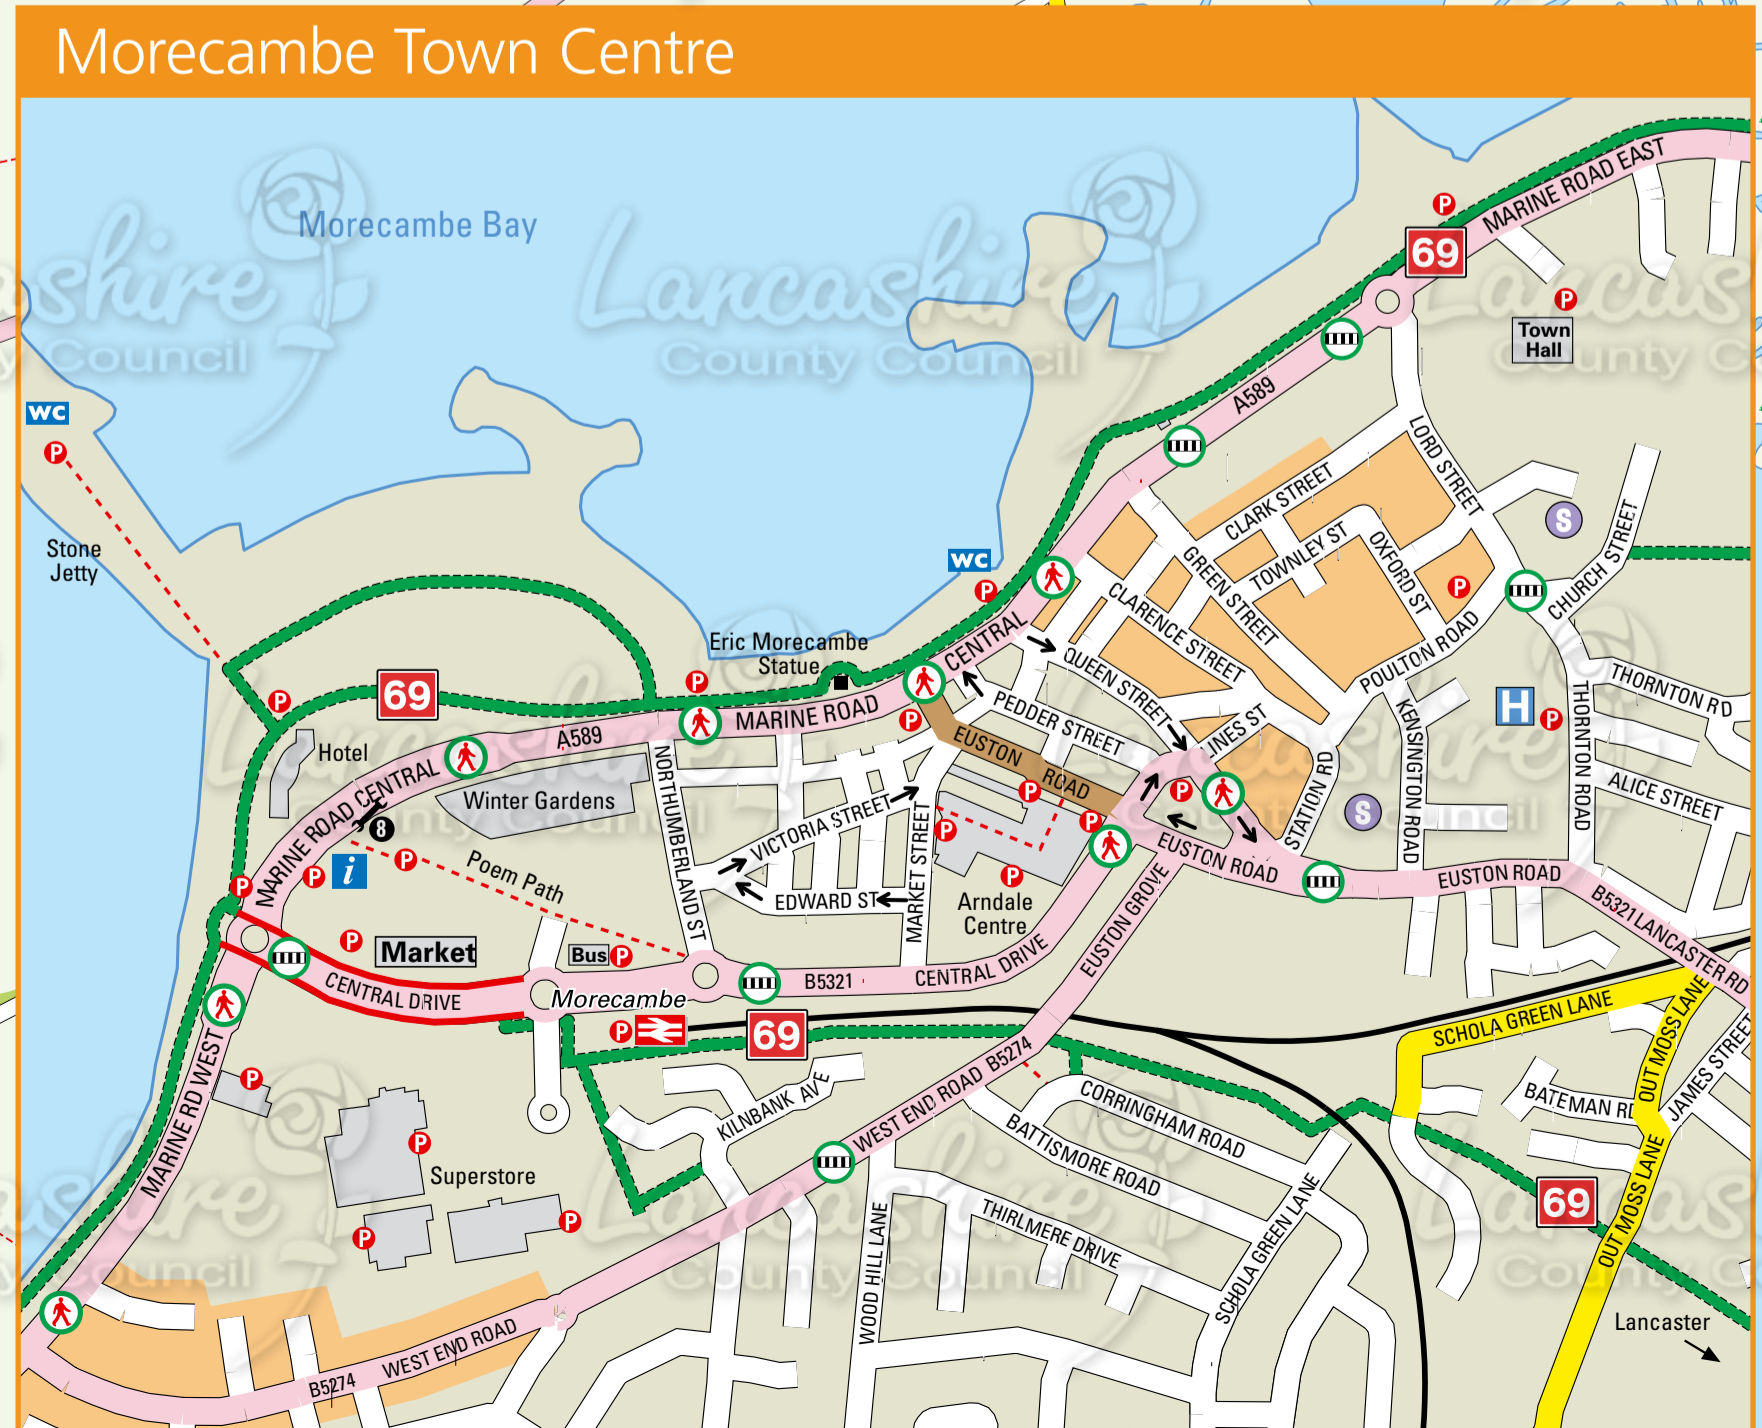 Morecambe Town Centre
Morecambe Bay
Lancashire
County Council
MARINE ROAD EAST
69
P
Town
Hall
P
A589
LORD STREET
WC
P
Stone
Jetty
CLARK STREET
TOWNLEY ST
OXFORD ST
GREEN STREET
S
CHURCH STREET
P
WC
P
CLARENCE STREET
POULTON ROAD
Eric Morecambe
Statue
CENTRAL
QUEEN STREET
PEDDER STREET
LINES ST
THORNTON RD
H
P
69
P
P
MARINE ROAD
P
A589
EUSTON ROAD
KENSINGTON ROAD
THORNTON ROAD
ALICE STREET
Hotel
MARINE ROAD CENTRAL
Winter Gardens
NORTHUMBERLAND ST
VICTORIA STREET
MARKET STREET
P
P
P
P
STATION RD
S
8
i
P
P
P
Poem Path
EDWARD ST
P
Arndale
Centre
EUSTON ROAD
EUSTON GROVE
EUSTON ROAD
B5321
LANCASTER RD
P
Market
Bus
P
CENTRAL DRIVE
B5321
CENTRAL DRIVE
Morecambe
P
69
SCHOLA GREEN LANE
OUT MOSS LANE
JAMES STREET
MARINE RD WEST
P
KILNBANK AVE
WEST END ROAD
B5274
CORRINGHAM ROAD
BATTISMORE ROAD
BATEMAN RD
P
Superstore
P
P
WOOD HILL LANE
THIRLMERE DRIVE
SCHOLA GREEN LANE
OUT MOSS LANE
69
Lancaster
B5274
WEST END ROAD